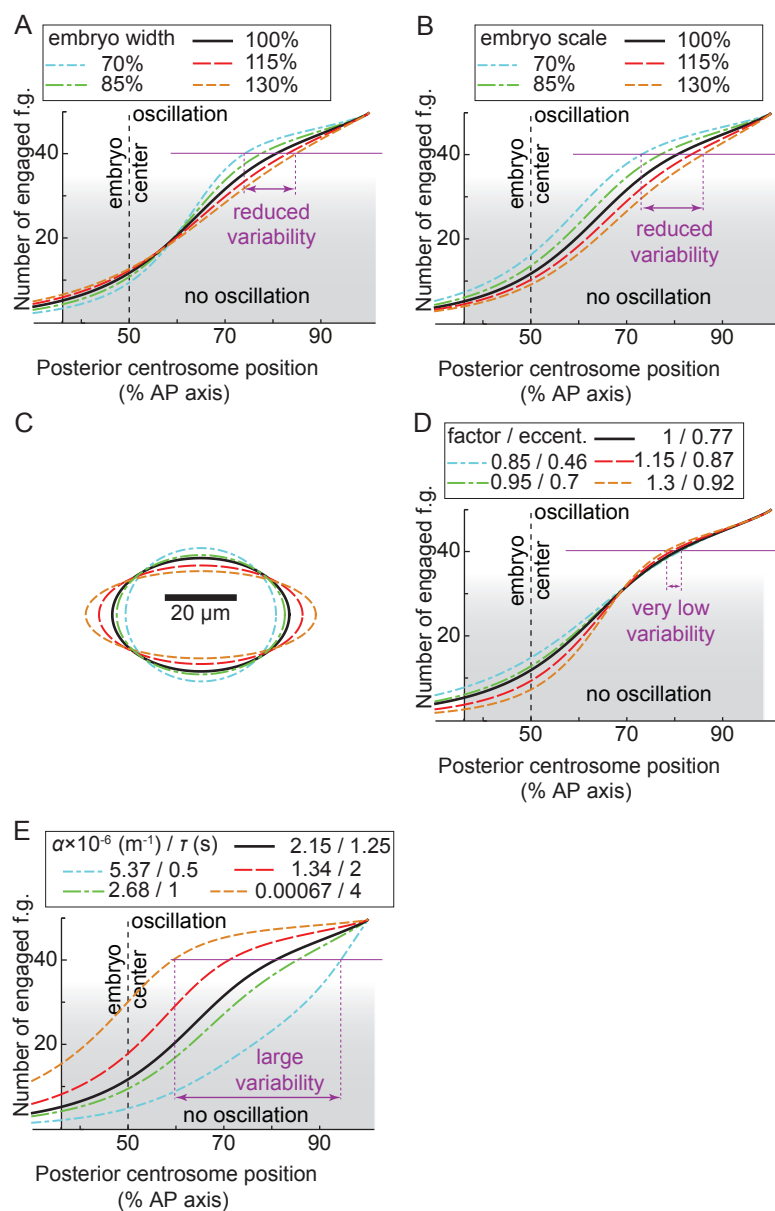 A
embryo width
100%
70%
115%
85%
130%
oscillation
embryo
center
40
20
reduced
variability
no oscillation
50
70
90
Number of engaged f.g.
Posterior centrosome position
(% AP axis)
B
embryo scale
100%
70%
115%
85%
130%
oscillation
embryo
center
40
20
reduced
variability
no oscillation
50
70
90
Number of engaged f.g.
Posterior centrosome position
(% AP axis)
C
20 µm
D
factor / eccent.
1 / 0.77
0.85 / 0.46
1.15 / 0.87
0.95 / 0.7
1.3 / 0.92
oscillation
embryo
center
40
20
very low
variability
no oscillation
50
70
90
Number of engaged f.g.
Posterior centrosome position
(% AP axis)
E
α×10⁻⁶ (m⁻¹) / τ (s)
2.15 / 1.25
5.37 / 0.5
1.34 / 2
2.68 / 1
0.00067 / 4
oscillation
embryo
center
40
20
large
variability
no oscillation
50
70
90
Number of engaged f.g.
Posterior centrosome position
(% AP axis)